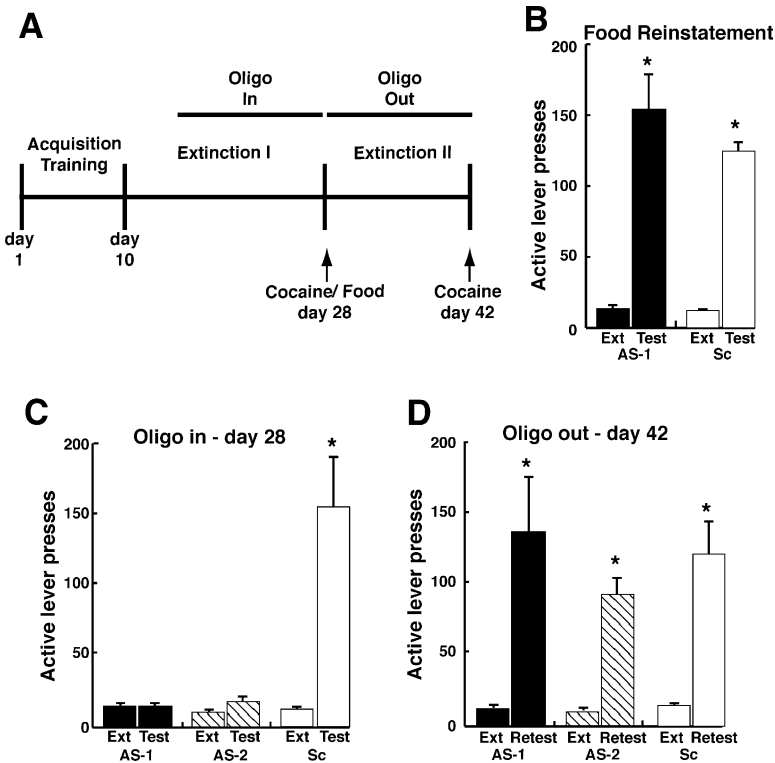 A
Oligo
In
Oligo
Out
Acquisition
Training
Extinction I
Extinction II
day
1
day
10
Cocaine/ Food
day 28
Cocaine
day 42
B
Food Reinstatement
Active lever presses
200
150
100
50
0
*
*
Ext Test
Ext Test
AS-1
Sc
C
Oligo in - day 28
Active lever presses
200
150
100
50
0
*
Ext Test
Ext Test
Ext Test
AS-1
AS-2
Sc
D
Oligo out - day 42
Active lever presses
200
150
100
50
0
*
*
*
Ext Retest
Ext Retest
Ext Retest
AS-1
AS-2
Sc